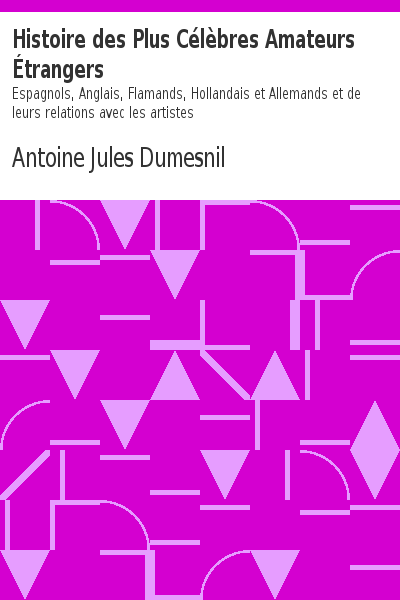 Histoire des Plus Célèbres Amateurs
Étrangers
Espagnols, Anglais, Flamands, Hollandais et Allemands et de
leurs relations avec les artistes
Antoine Jules Dumesnil